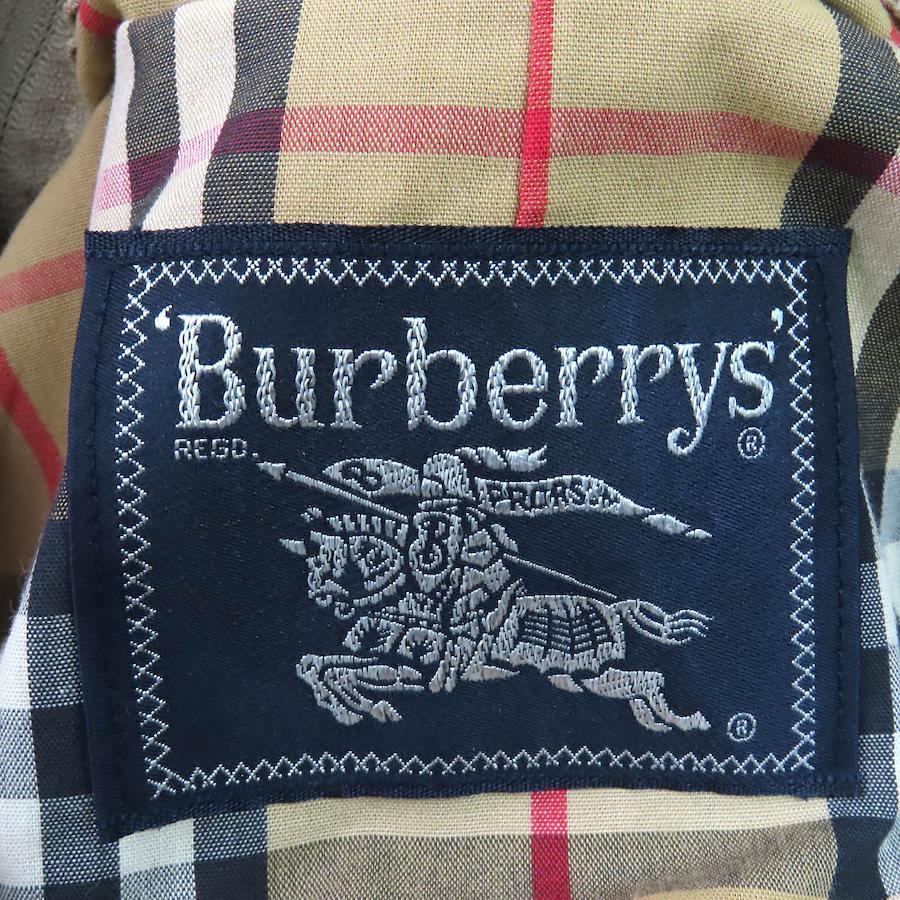 ‘Burberrys’
REGD. ®
PRORSUM
®